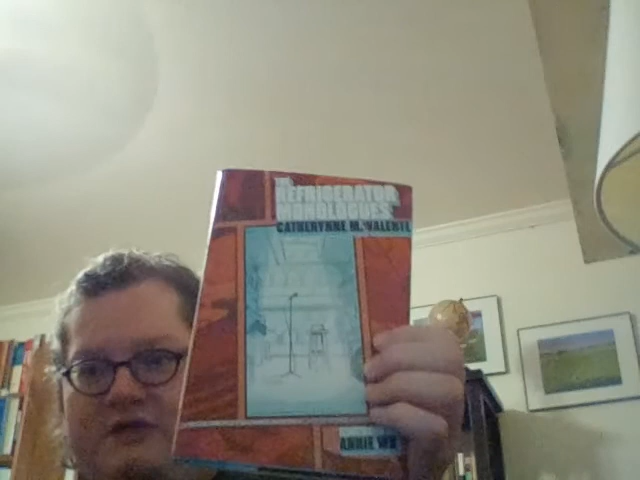 THE
REFRIGERATOR
MONOLOGUES
CATHERYNNE M. VALENTE
ANNIE WU